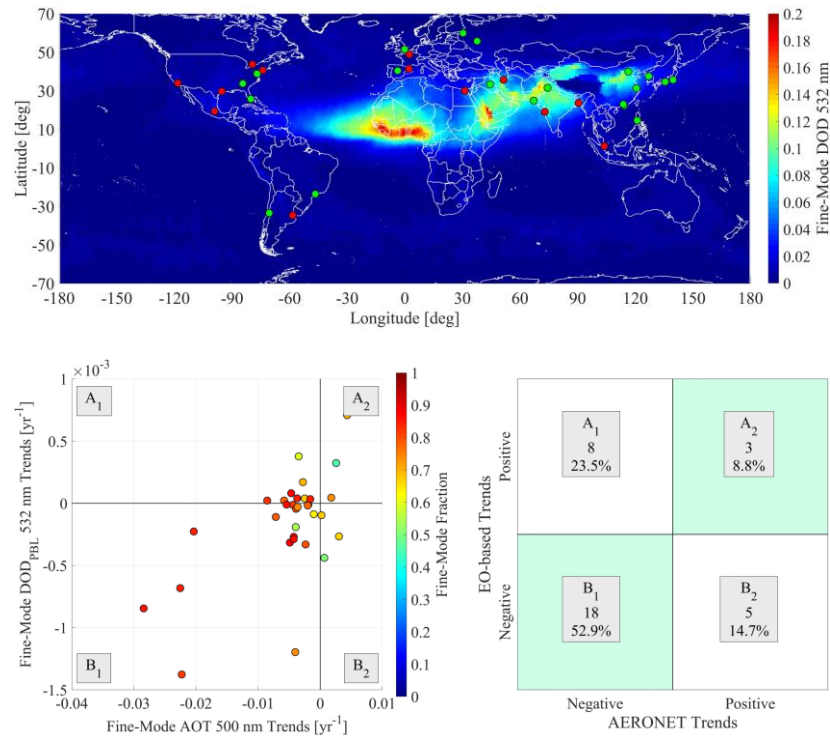 70
50
30
10
-10
-30
-50
-70
Latitude [deg]
-180 -150 -120 -90 -60 -30 0 30 60 90 120 150 180
Longitude [deg]
0.2
0.18
0.16
0.14
0.12
0.1
0.08
0.06
0.04
0.02
0
Fine-Mode DOD 532 nm
×10⁻³
1
0.5
0
-0.5
-1
-1.5
Fine-Mode DOD_PBL 532 nm Trends [yr⁻¹]
A₁
A₂
B₁
B₂
-0.04 -0.03 -0.02 -0.01 0 0.01
Fine-Mode AOT 500 nm Trends [yr⁻¹]
1
0.9
0.8
0.7
0.6
0.5
0.4
0.3
0.2
0.1
0
Fine-Mode Fraction
EO-based Trends
Positive
Negative
A₁
8
23.5%
A₂
3
8.8%
B₁
18
52.9%
B₂
5
14.7%
Negative Positive
AERONET Trends